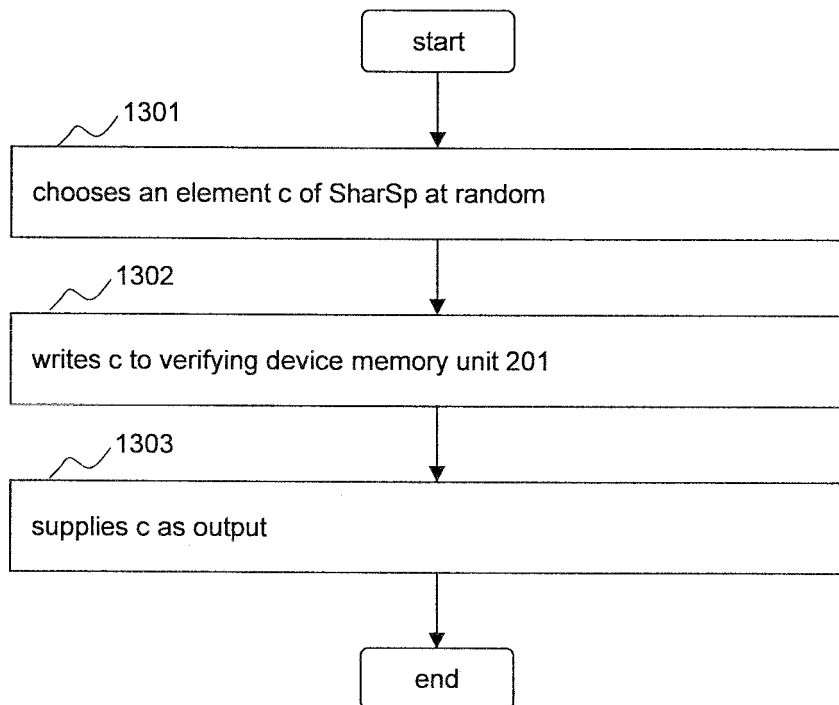 start
1301
chooses an element c of SharSp at random
1302
writes c to verifying device memory unit 201
1303
supplies c as output
end